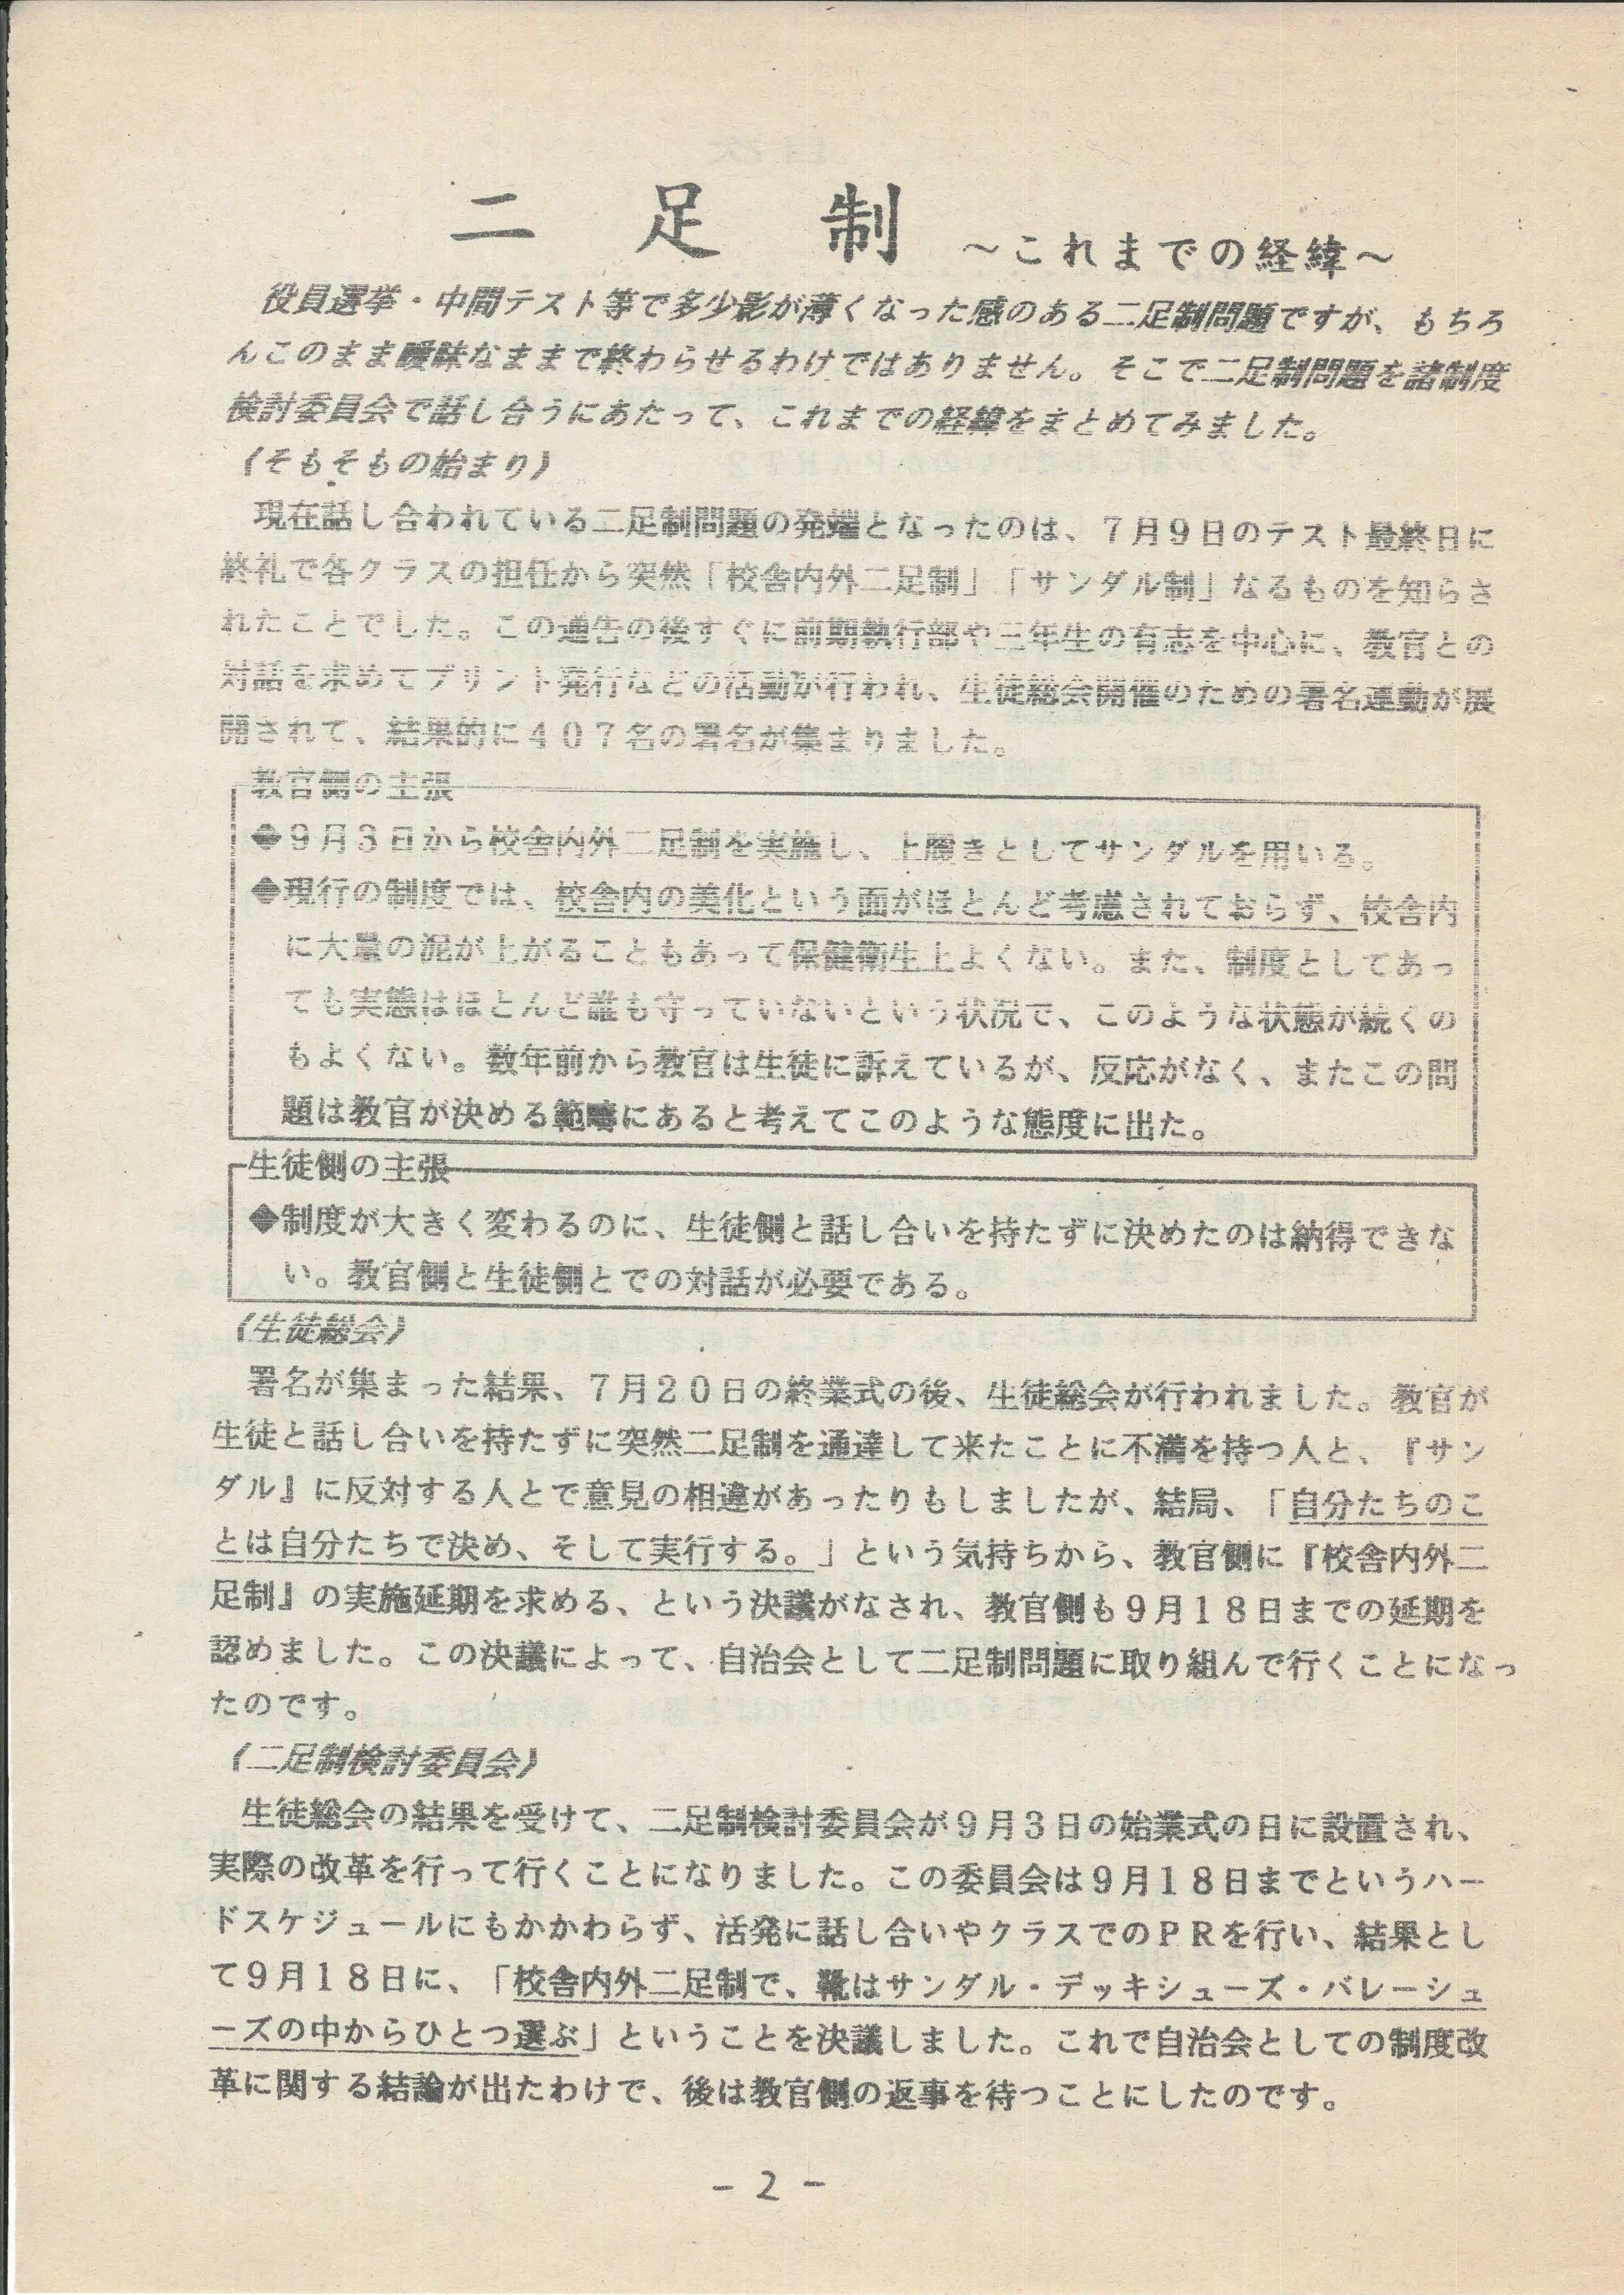 二足制 ～これまでの経緯～
役員選挙・中間テスト等で多少影が薄くなった感のある二足制問題ですが、もちろ
んこのまま曖昧なままで終わらせるわけではありません。そこで二足制問題を諸制度
検討委員会で話し合うにあたって、これまでの経緯をまとめてみました。
〈そもそもの始まり〉
現在話し合われている二足制問題の発端となったのは、７月９日のテスト最終日に
終礼で各クラスの担任から突然「校舎内外二足制」「サンダル制」なるものを知らさ
れたことでした。この通告の後すぐに前期執行部や三年生の有志を中心に、教官との
対話を求めてプリント発行などの活動が行われ、生徒総会開催のための署名運動が展
開されて、結果的に４０７名の署名が集まりました。
教官側の主張
◆９月３日から校舎内外二足制を実施し、上履きとしてサンダルを用いる。
◆現行の制度では、校舎内の美化という面がほとんど考慮されておらず、校舎内
に大量の泥が上がることもあって保健衛生上よくない。また、制度としてあっ
ても実態はほとんど誰も守っていないという状況で、このような状態が続くの
もよくない。数年前から教官は生徒に訴えているが、反応がなく、またこの問
題は教官が決める範疇にあると考えてこのような態度に出た。
生徒側の主張
◆制度が大きく変わるのに、生徒側と話し合いを持たずに決めたのは納得できな
い。教官側と生徒側とでの対話が必要である。
〈生徒総会〉
署名が集まった結果、７月２０日の終業式の後、生徒総会が行われました。教官が
生徒と話し合いを持たずに突然二足制を通達して来たことに不満を持つ人と、『サン
ダル』に反対する人とで意見の相違があったりもしましたが、結局、「自分たちのこ
とは自分たちで決め、そして実行する。」という気持ちから、教官側に『校舎内外二
足制』の実施延期を求める、という決議がなされ、教官側も９月１８日までの延期を
認めました。この決議によって、自治会として二足制問題に取り組んで行くことになっ
たのです。
〈二足制検討委員会〉
生徒総会の結果を受けて、二足制検討委員会が９月３日の始業式の日に設置され、
実際の改革を行って行くことになりました。この委員会は９月１８日までというハー
ドスケジュールにもかかわらず、活発に話し合いやクラスでのＰＲを行い、結果とし
て９月１８日に、「校舎内外二足制で、靴はサンダル・デッキシューズ・バレーシュ
ーズの中からひとつ選ぶ」ということを決議しました。これで自治会としての制度改
革に関する結論が出たわけで、後は教官側の返事を待つことにしたのです。
－２－